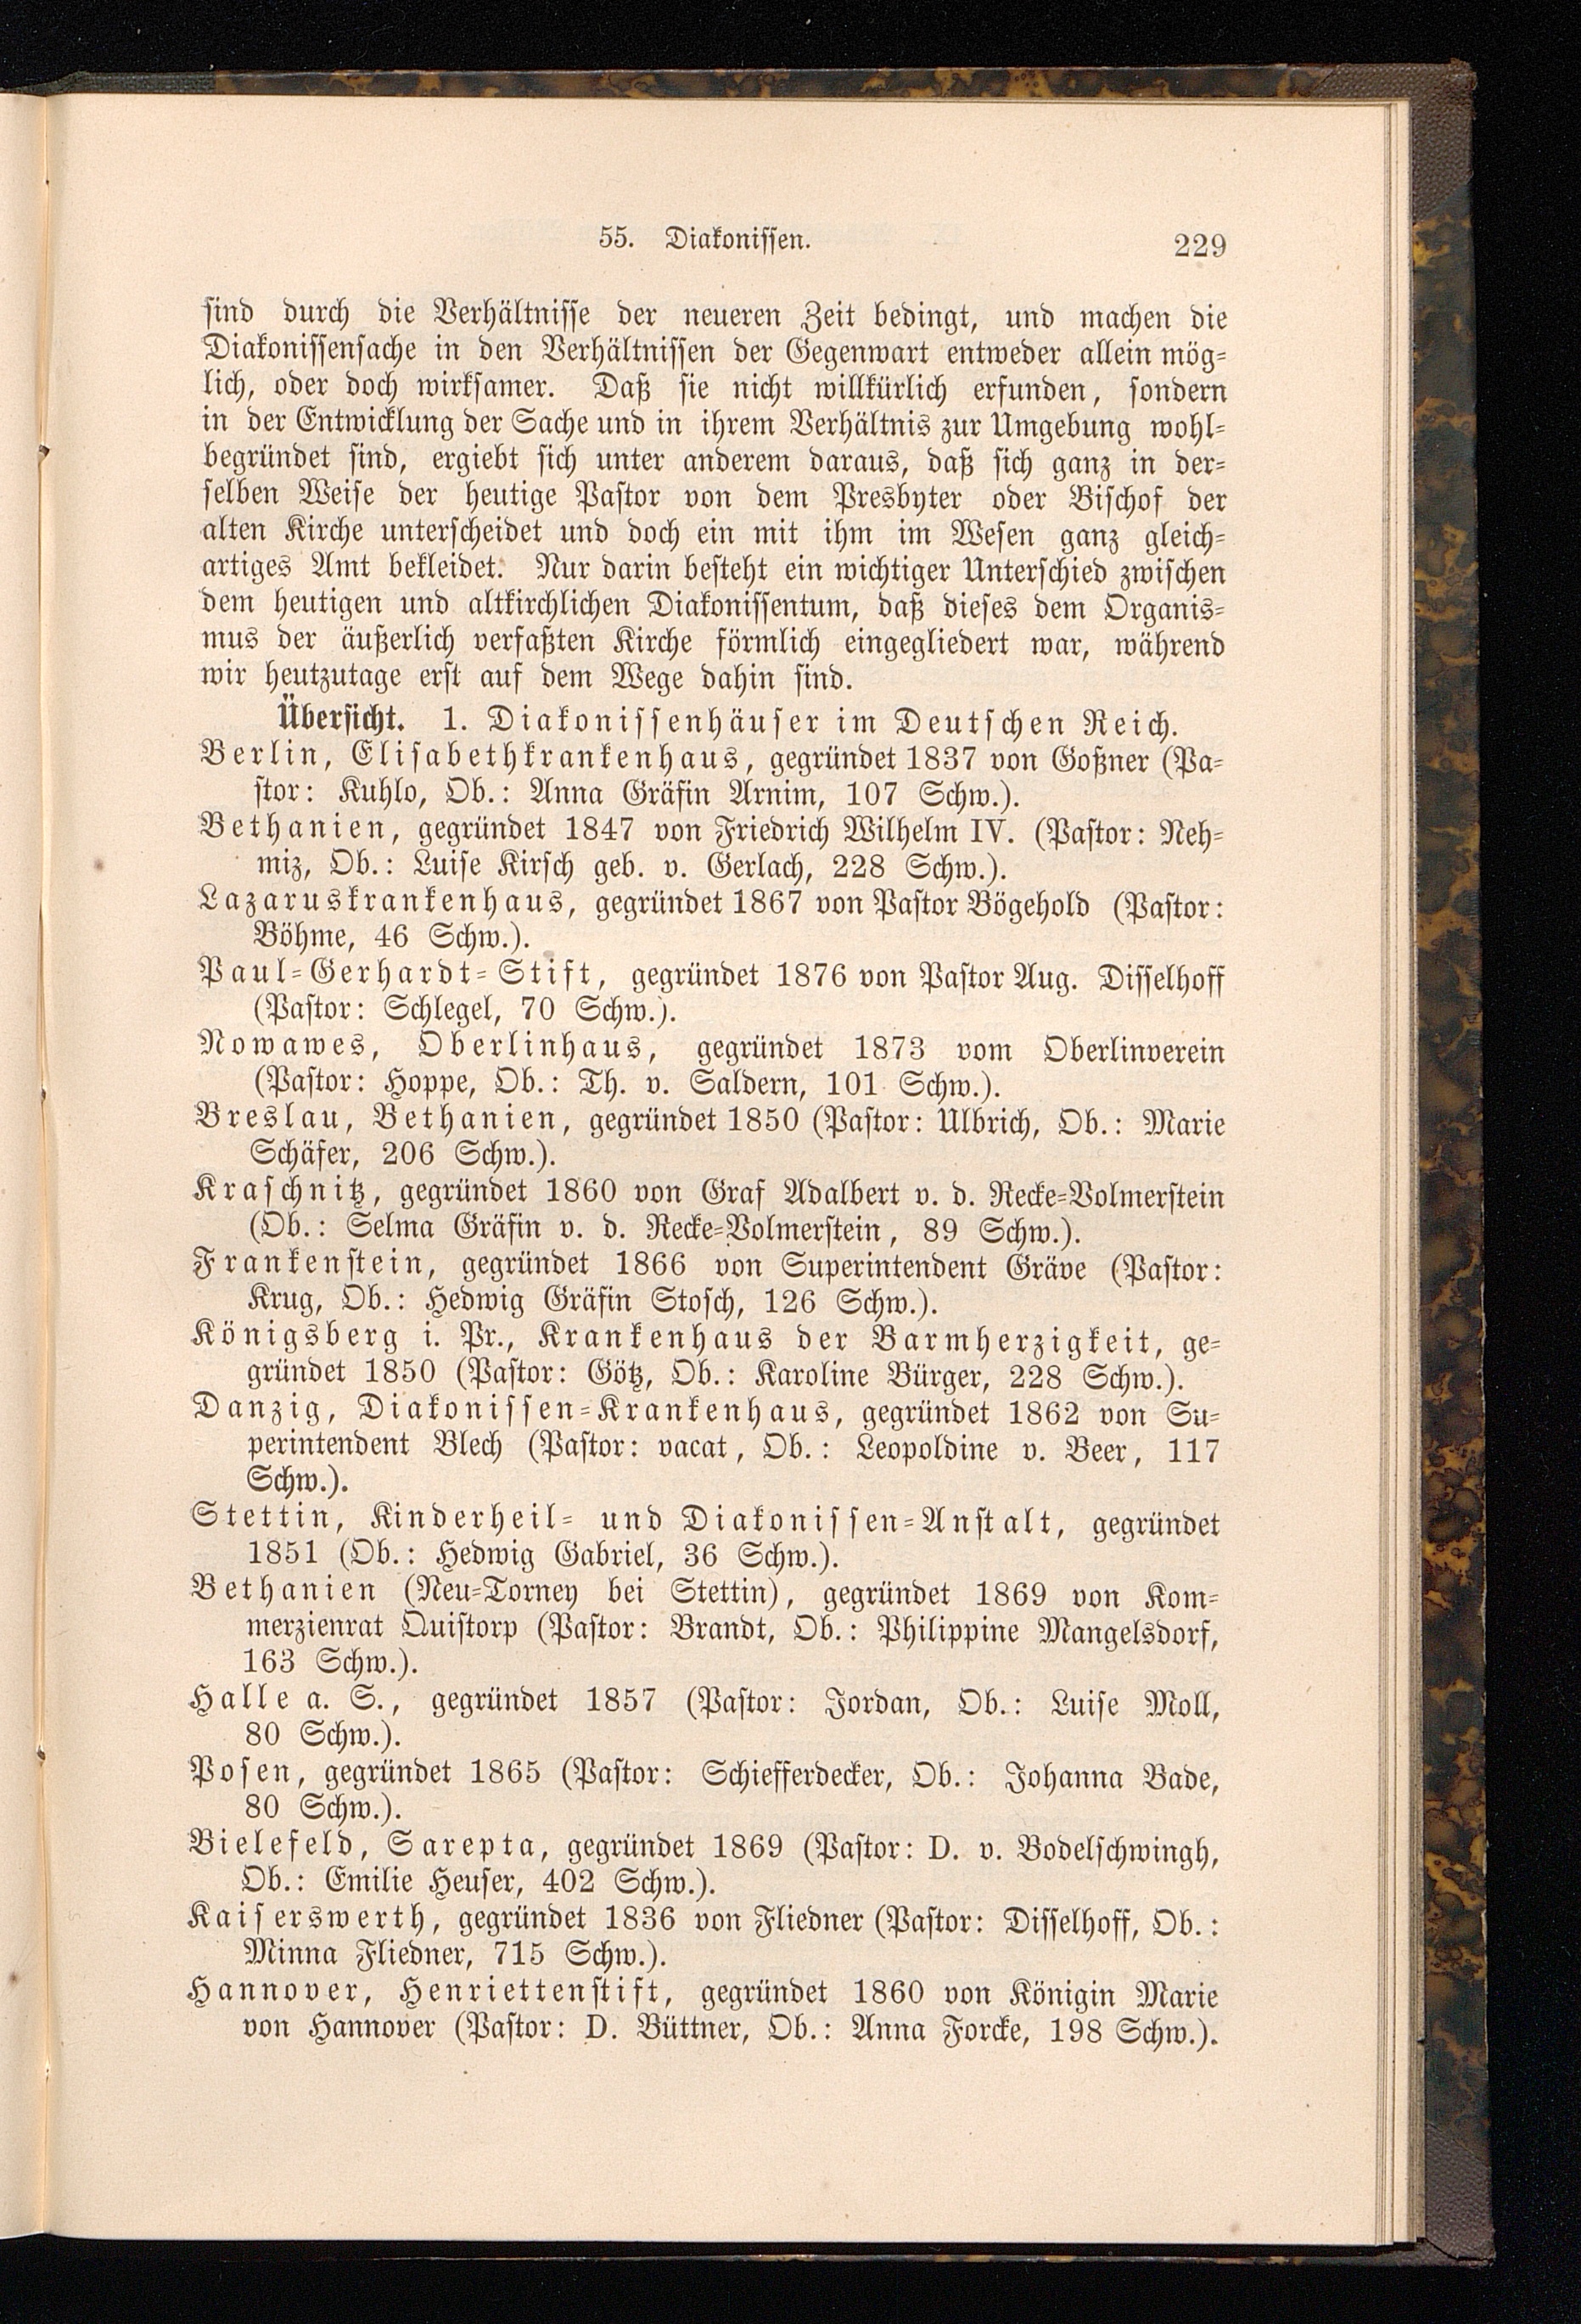 55. Diakonissen.
229
sind durch die Verhältnisse der neueren Zeit bedingt, und machen die
Diakonissensache in den Verhältnissen der Gegenwart entweder allein mög-
lich, oder doch wirksamer. Daß sie nicht willkürlich erfunden, sondern
in der Entwicklung der Sache und in ihrem Verhältnis zur Umgebung wohl-
begründet sind, ergiebt sich unter anderem daraus, daß sich ganz in der-
selben Weise der heutige Pastor von dem Presbyter oder Bischof der
alten Kirche unterscheidet und doch ein mit ihm im Wesen ganz gleich-
artiges Amt bekleidet. Nur darin besteht ein wichtiger Unterschied zwischen
dem heutigen und altkirchlichen Diakonissentum, daß dieses dem Organis-
mus der äußerlich verfaßten Kirche förmlich eingegliedert war, während
wir heutzutage erst auf dem Wege dahin sind.
Übersicht. 1. Diakonissenhäuser im Deutschen Reich.
Berlin, Elisabethkrankenhaus, gegründet 1837 von Goßner (Pa-
stor: Kuhlo, Ob.: Anna Gräfin Arnim, 107 Schw.).
Bethanien, gegründet 1847 von Friedrich Wilhelm IV. (Pastor: Neh-
miz, Ob.: Luise Kirsch geb. v. Gerlach, 228 Schw.).
Lazaruskrankenhaus, gegründet 1867 von Pastor Bögehold (Pastor:
Böhme, 46 Schw.).
Paul-Gerhardt-Stift, gegründet 1876 von Pastor Aug. Disselhoff
(Pastor: Schlegel, 70 Schw.).
Nowawes, Oberlinhaus, gegründet 1873 vom Oberlinverein
(Pastor: Hoppe, Ob.: Th. v. Saldern, 101 Schw.).
Breslau, Bethanien, gegründet 1850 (Pastor: Ulbrich, Ob.: Marie
Schäfer, 206 Schw.).
Kraschnitz, gegründet 1860 von Graf Adalbert v. d. Recke-Volmerstein
(Ob.: Selma Gräfin v. d. Recke-Volmerstein, 89 Schw.).
Frankenstein, gegründet 1866 von Superintendent Gräve (Pastor:
Krug, Ob.: Hedwig Gräfin Stosch, 126 Schw.).
Königsberg i. Pr., Krankenhaus der Barmherzigkeit, ge-
gründet 1850 (Pastor: Götz, Ob.: Karoline Bürger, 228 Schw.).
Danzig, Diakonissen-Krankenhaus, gegründet 1862 von Su-
perintendent Blech (Pastor: vacat, Ob.: Leopoldine v. Beer, 117
Schw.).
Stettin, Kinderheil- und Diakonissen-Anstalt, gegründet
1851 (Ob.: Hedwig Gabriel, 36 Schw.).
Bethanien (Neu-Torney bei Stettin), gegründet 1869 von Kom-
merzienrat Quistorp (Pastor: Brandt, Ob.: Philippine Mangelsdorf,
163 Schw.).
Halle a. S., gegründet 1857 (Pastor: Jordan, Ob.: Luise Moll,
80 Schw.).
Posen, gegründet 1865 (Pastor: Schiefferdecker, Ob.: Johanna Bade,
80 Schw.).
Bielefeld, Sarepta, gegründet 1869 (Pastor: D. v. Bodelschwingh,
Ob.: Emilie Heuser, 402 Schw.).
Kaiserswerth, gegründet 1836 von Fliedner (Pastor: Disselhoff, Ob.:
Minna Fliedner, 715 Schw.).
Hannover, Henriettenstift, gegründet 1860 von Königin Marie
von Hannover (Pastor: D. Büttner, Ob.: Anna Forcke, 198 Schw.).